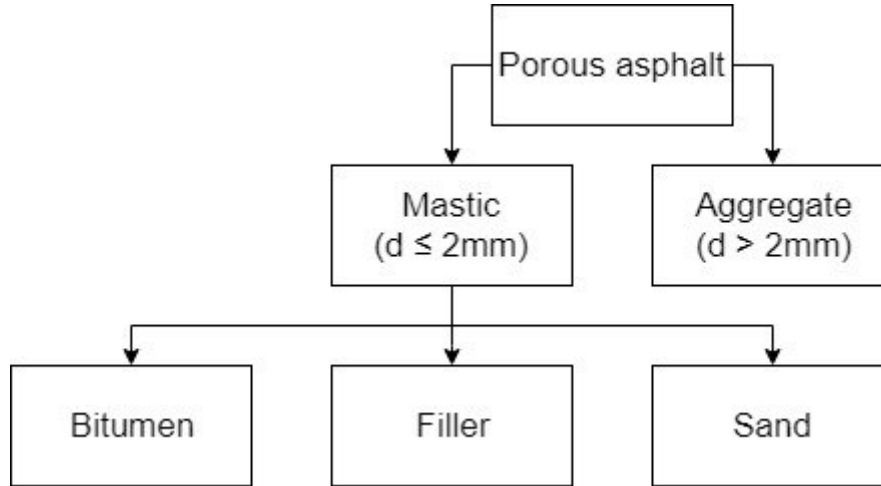 Porous asphalt
Mastic
(d ≤ 2mm)
Aggregate
(d > 2mm)
Bitumen
Filler
Sand